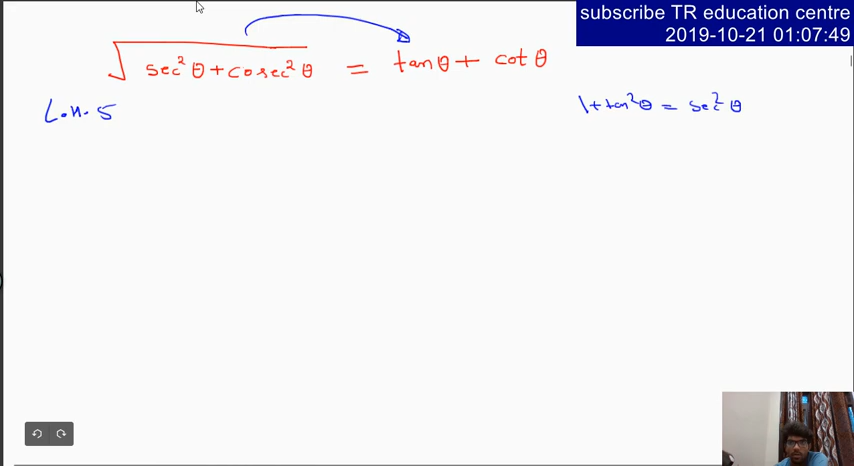 subscribe TR education centre
2019-10-21 01:07:49
√sec²θ+cosec²θ = tanθ + cotθ
L.H.S
1+tan²θ = sec²θ